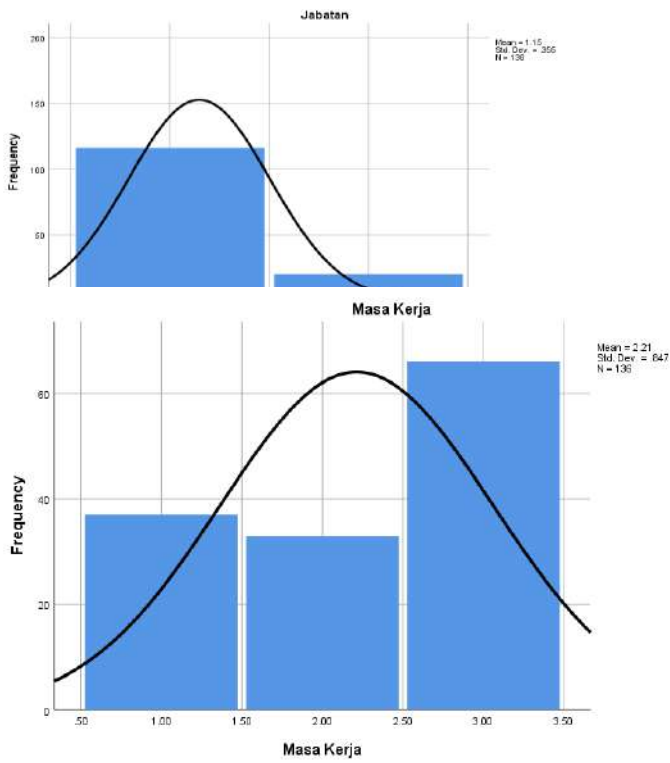 Jabatan
Mean = 1.15
Std. Dev. = .355
N = 136
200
150
100
50
Frequency
Masa Kerja
Mean = 2.21
Std. Dev. = .847
N = 136
60
40
20
0
Frequency
.50 1.00 1.50 2.00 2.50 3.00 3.50
Masa Kerja